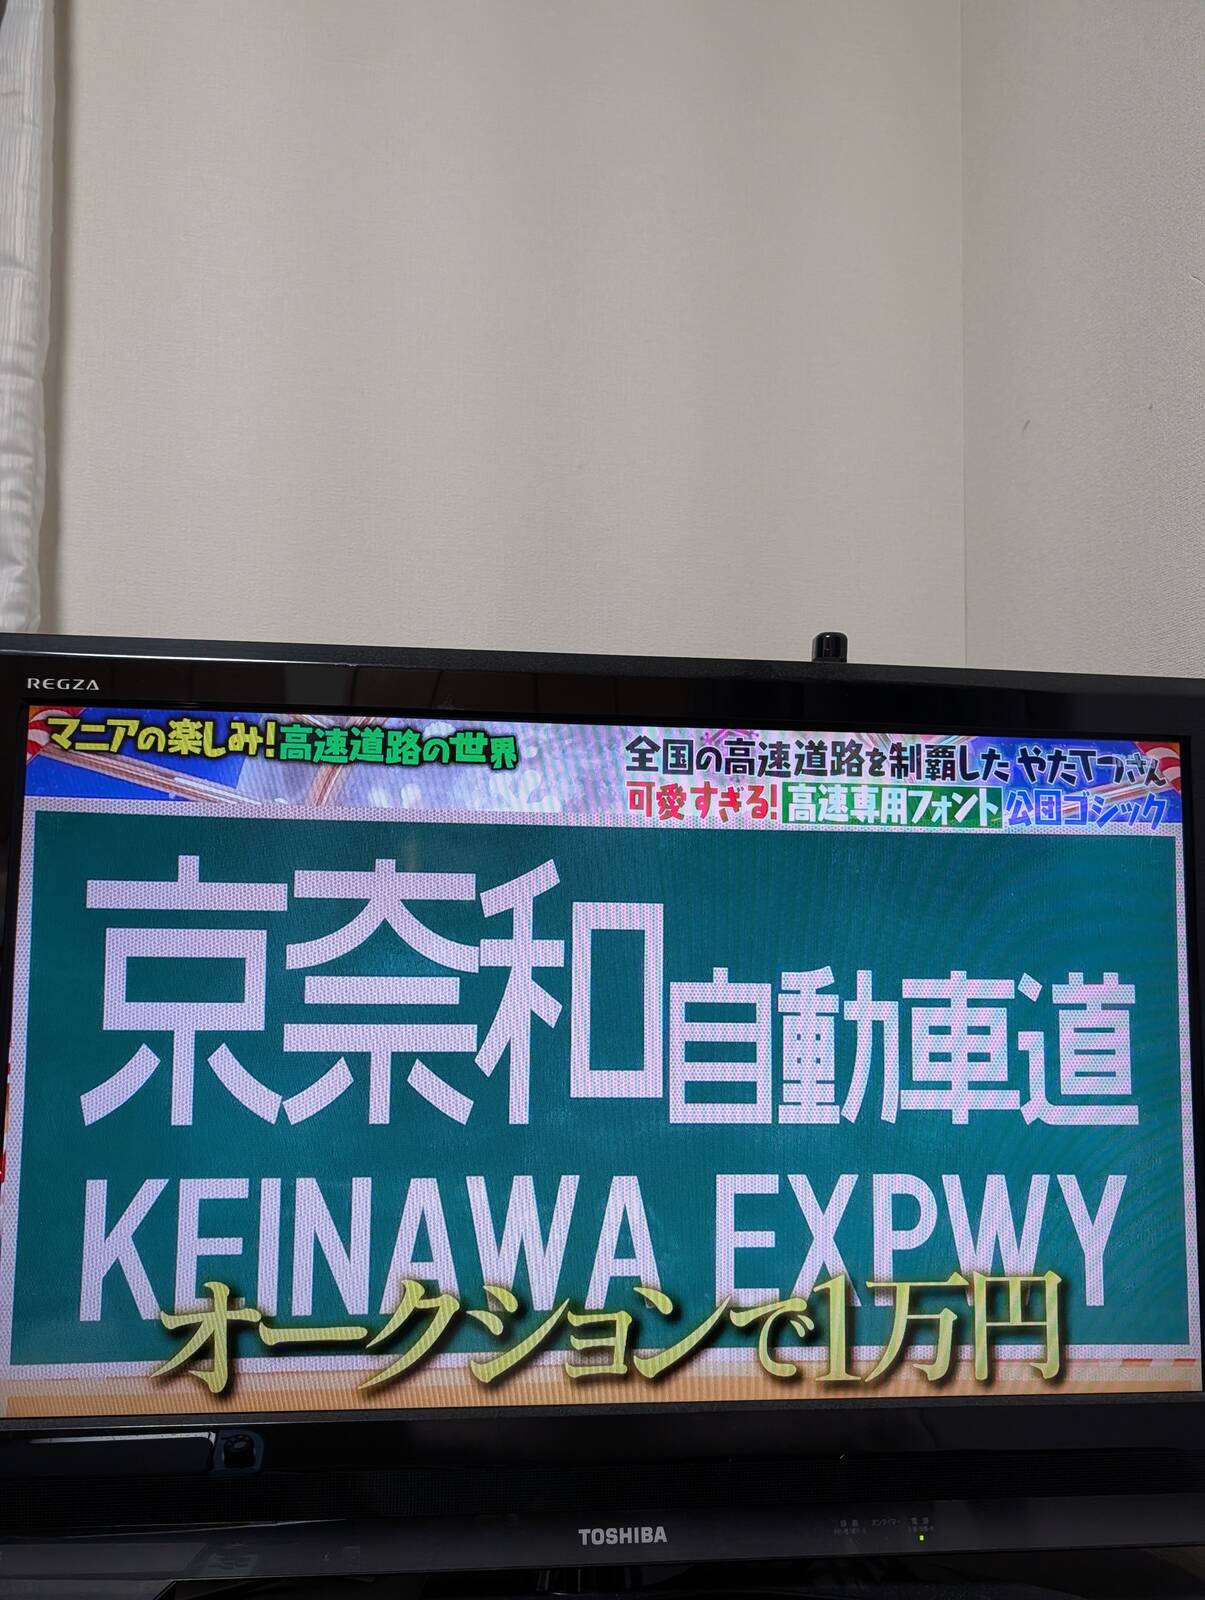 REGZA
マニアの楽しみ!高速道路の世界
全国の高速道路を制覇した やたTつさん
可愛すぎる!高速専用フォント 公団ゴシック
京奈和自動車道
KEINAWA EXPWY
オークションで1万円
TOSHIBA